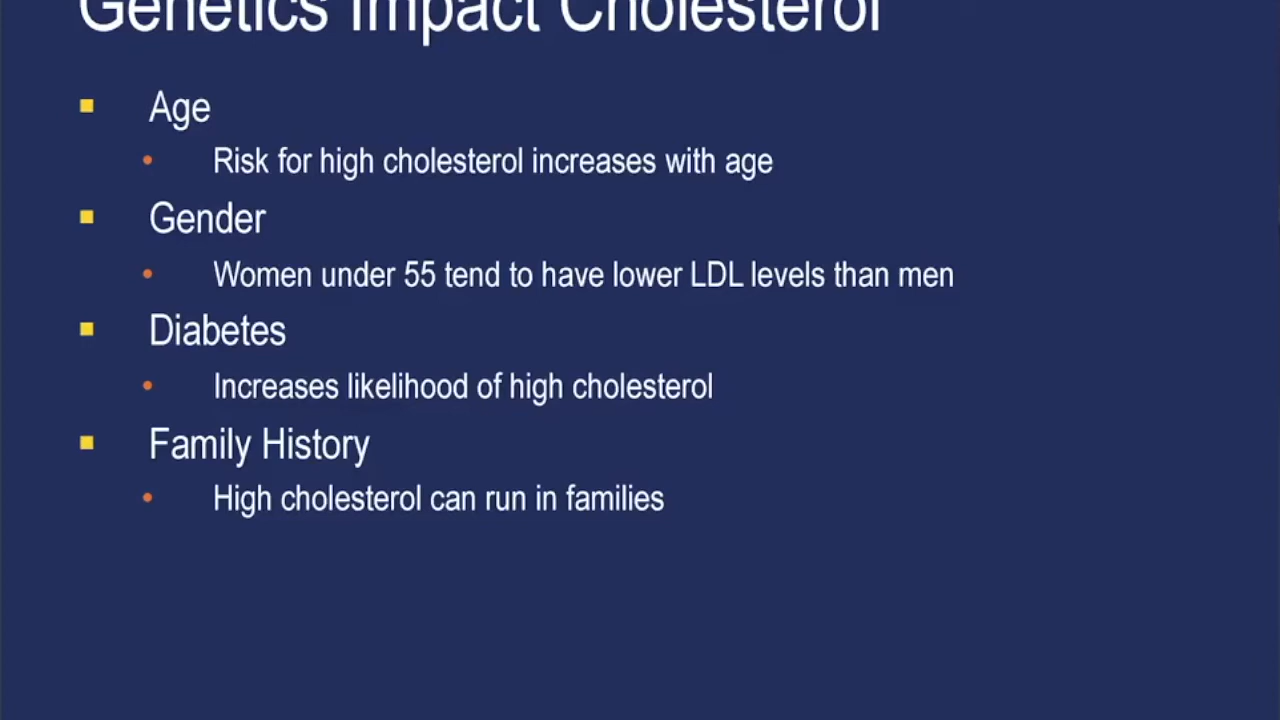 Genetics Impact Cholesterol
Age
Risk for high cholesterol increases with age
Gender
Women under 55 tend to have lower LDL levels than men
Diabetes
Increases likelihood of high cholesterol
Family History
High cholesterol can run in families